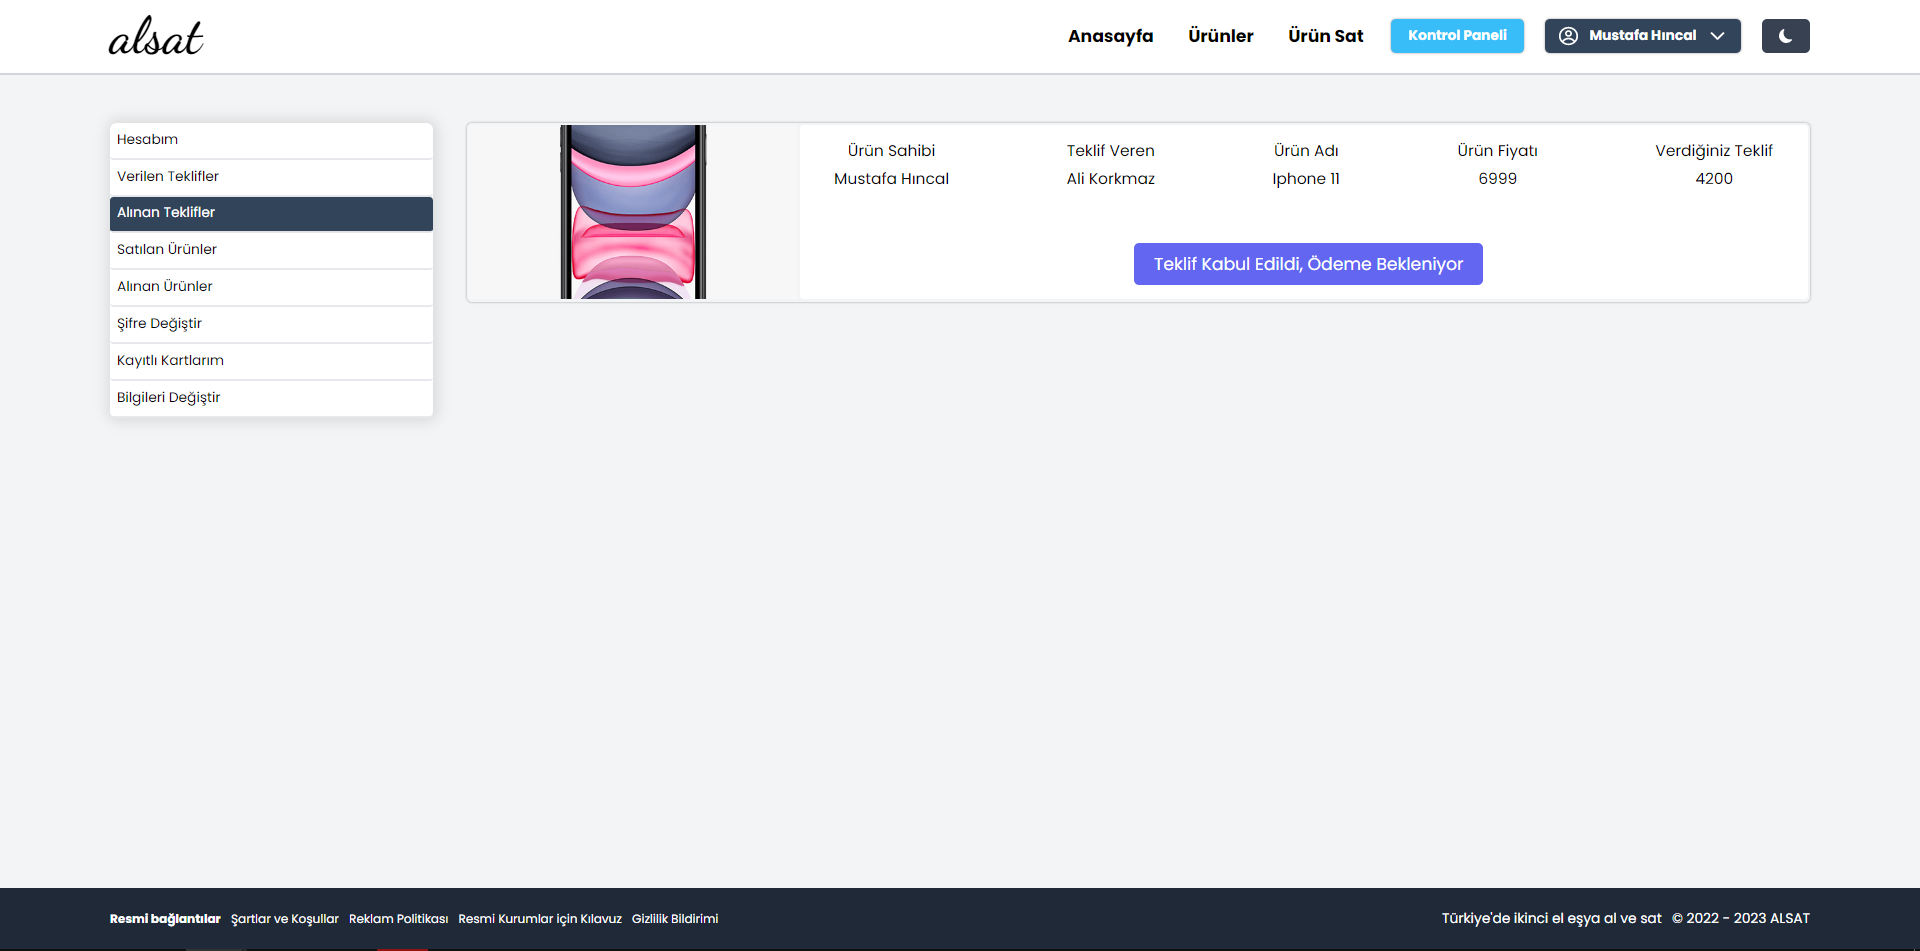 alsat
Anasayfa Ürünler Ürün Sat Kontrol Paneli Mustafa Hıncal
Hesabım
Verilen Teklifler
Alınan Teklifler
Satılan Ürünler
Alınan Ürünler
Şifre Değiştir
Kayıtlı Kartlarım
Bilgileri Değiştir
Ürün Sahibi Teklif Veren Ürün Adı Ürün Fiyatı Verdiğiniz Teklif
Mustafa Hıncal Ali Korkmaz Iphone 11 6999 4200
Teklif Kabul Edildi, Ödeme Bekleniyor
Resmi bağlantılar Şartlar ve Koşullar Reklam Politikası Resmi Kurumlar için Kılavuz Gizlilik Bildirimi Türkiye'de ikinci el eşya al ve sat © 2022 - 2023 ALSAT